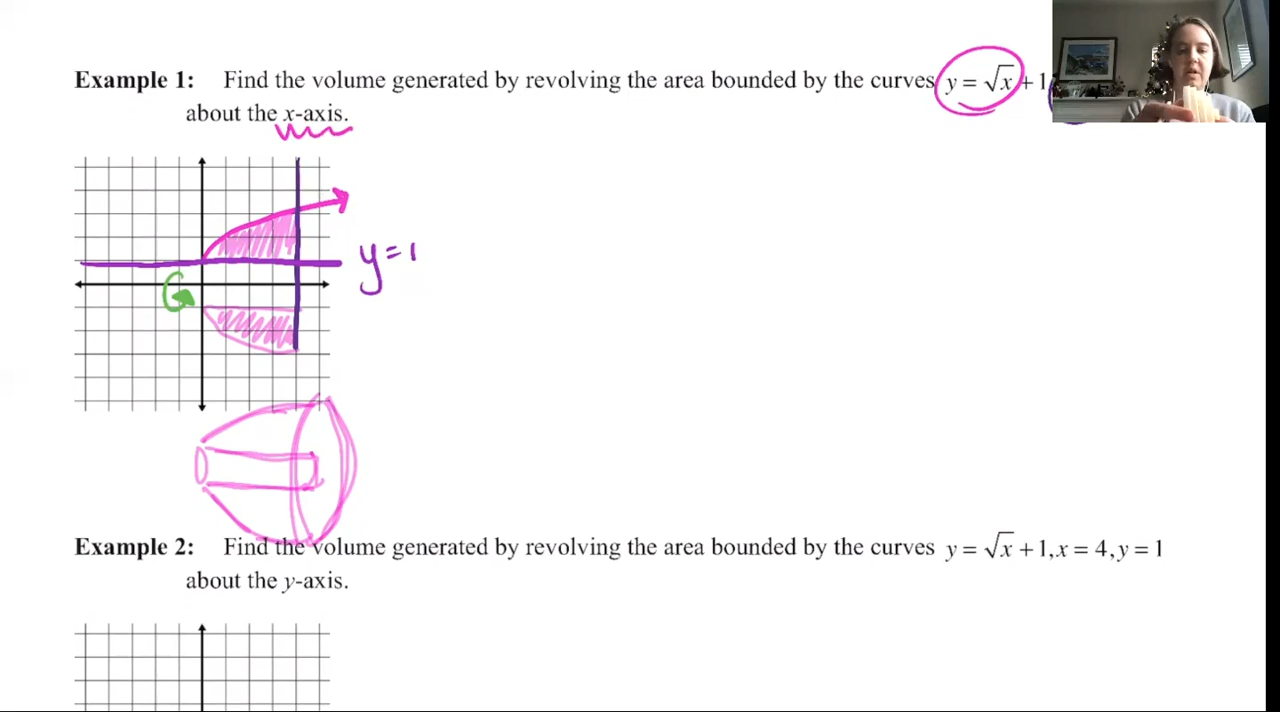 Example 1: Find the volume generated by revolving the area bounded by the curves y = √x + 1,
about the x-axis.
y = 1
Example 2: Find the volume generated by revolving the area bounded by the curves y = √x + 1, x = 4, y = 1
about the y-axis.